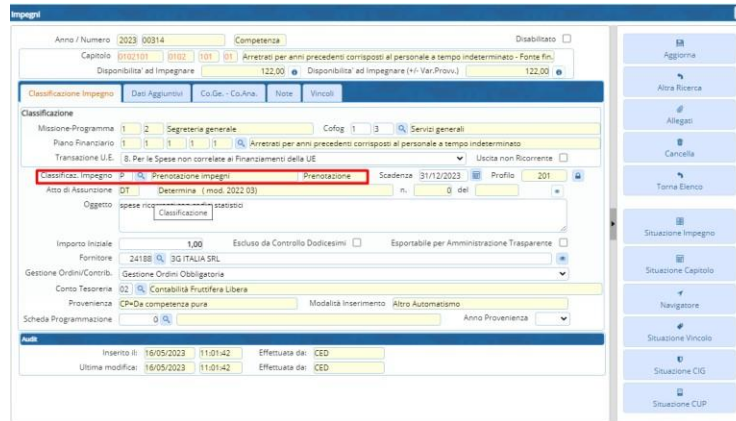 Impegni
Anno / Numero 2023 00314 Competenza Disabilitato
Capitolo 0102101 0102 101 01 Arretrati per anni precedenti corrisposti al personale a tempo indeterminato - Fonte fin.
Disponibilita' ad Impegnare 122,00 Disponibilita' ad Impegnare (+/- Var.Provv.) 122,00
Classificazione Impegno Dati Aggiuntivi Co.Ge. - Co.Ana. Note Vincoli
Classificazione
Missione-Programma 1 2 Segreteria generale Cofog 1 3 Servizi generali
Piano Finanziario 1 1 1 1 1 Arretrati per anni precedenti corrisposti al personale a tempo indeterminato
Transazione U.E. 8. Per le Spese non correlate ai Finanziamenti della UE Uscita non Ricorrente
Classificaz. Impegno P Prenotazione impegni Prenotazione Scadenza 31/12/2023 Profilo 201
Atto di Assunzione DT Determina ( mod. 2022 03) n. 0 del
Oggetto spese statistici
Classificazione
Importo Iniziale 1,00 Escluso da Controllo Dodicesimi Esportabile per Amministrazione Trasparente
Fornitore 24188 3G ITALIA SRL
Gestione Ordini/Contrib. Gestione Ordini Obbligatoria
Conto Tesoreria 02 Contabilità Fruttifera Libera
Provenienza CP=Da competenza pura Modalità Inserimento Altro Automatismo
Scheda Programmazione 0 Anno Provenienza
Audit
Inserito il: 16/05/2023 11:01:42 Effettuata da: CED
Ultima modifica: 16/05/2023 11:01:42 Effettuata da: CED
Aggiorna
Altra Ricerca
Allegati
Cancella
Torna Elenco
Situazione Impegno
Situazione Capitolo
Navigatore
Situazione Vincolo
Situazione CIG
Situazione CUP